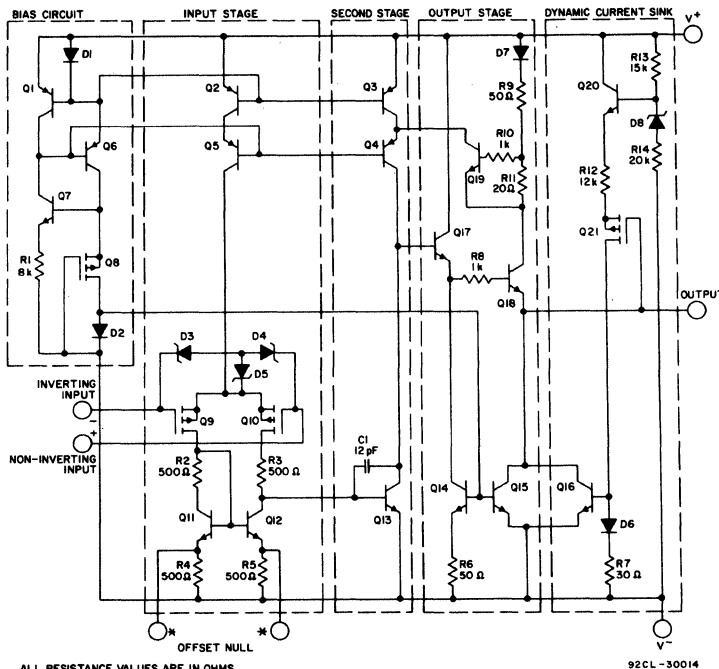 BIAS CIRCUIT
INPUT STAGE
SECOND STAGE
OUTPUT STAGE
DYNAMIC CURRENT SINK
V+
D1
D7
R13
15k
Q1
Q2
Q3
Q20
R9
50Ω
D8
Q6
Q5
Q4
R10
1k
R14
20k
Q19
R11
20Ω
R12
12k
Q7
Q17
Q21
R1
8k
Q8
R8
1k
Q18
OUTPUT
D2
D3
D4
D5
INVERTING
INPUT
-
Q9
Q10
+
NON-INVERTING
INPUT
C1
12pF
R2
500Ω
R3
500Ω
Q14
Q15
Q16
Q11
Q12
Q13
D6
R4
500Ω
R5
500Ω
R6
50Ω
R7
30Ω
*
*
OFFSET NULL
V-
ALL RESISTANCE VALUES ARE IN OHMS
92CL-30014